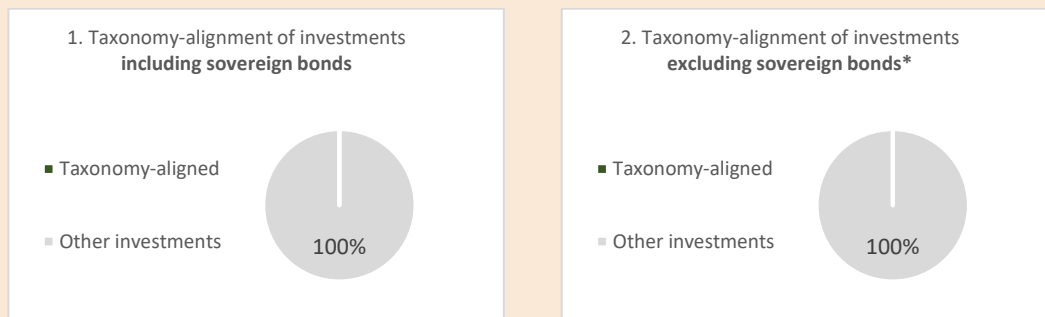 1. Taxonomy-alignment of investments
including sovereign bonds
Taxonomy-aligned
Other investments
100%
2. Taxonomy-alignment of investments
excluding sovereign bonds*
Taxonomy-aligned
Other investments
100%